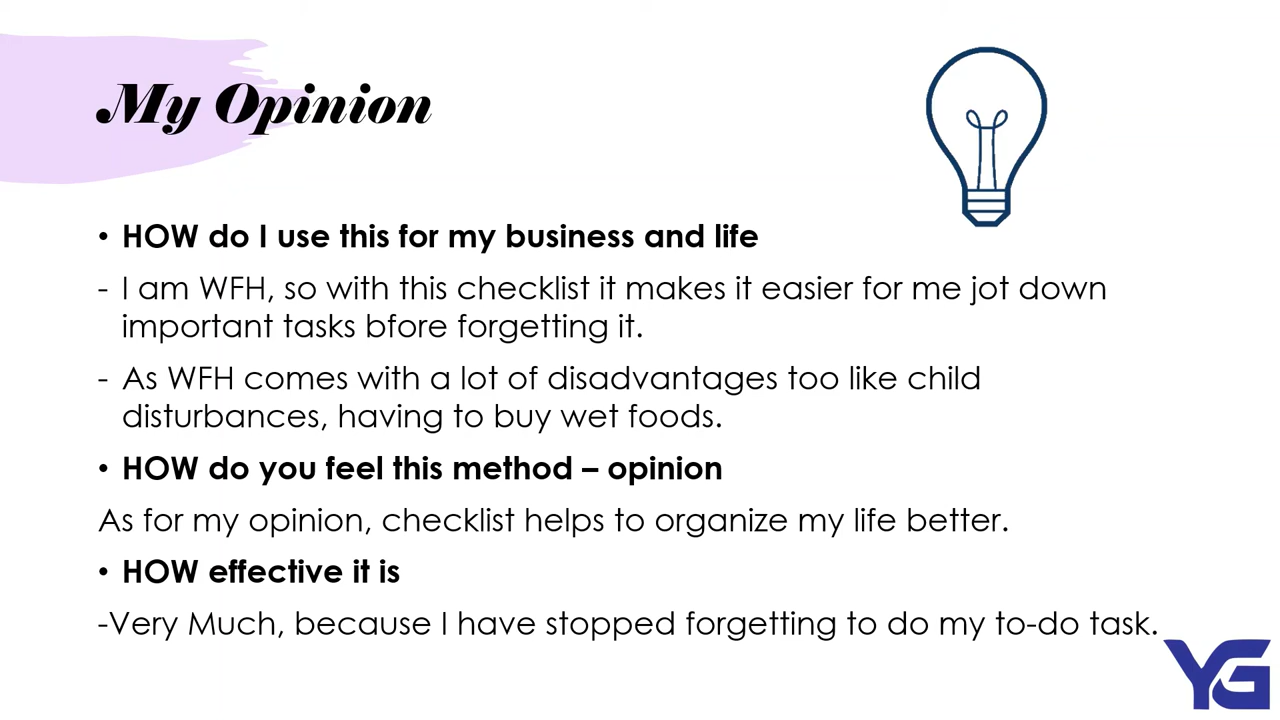 My Opinion
• HOW do I use this for my business and life
- I am WFH, so with this checklist it makes it easier for me jot down
important tasks bfore forgetting it.
- As WFH comes with a lot of disadvantages too like child
disturbances, having to buy wet foods.
• HOW do you feel this method – opinion
As for my opinion, checklist helps to organize my life better.
• HOW effective it is
-Very Much, because I have stopped forgetting to do my to-do task.
YG